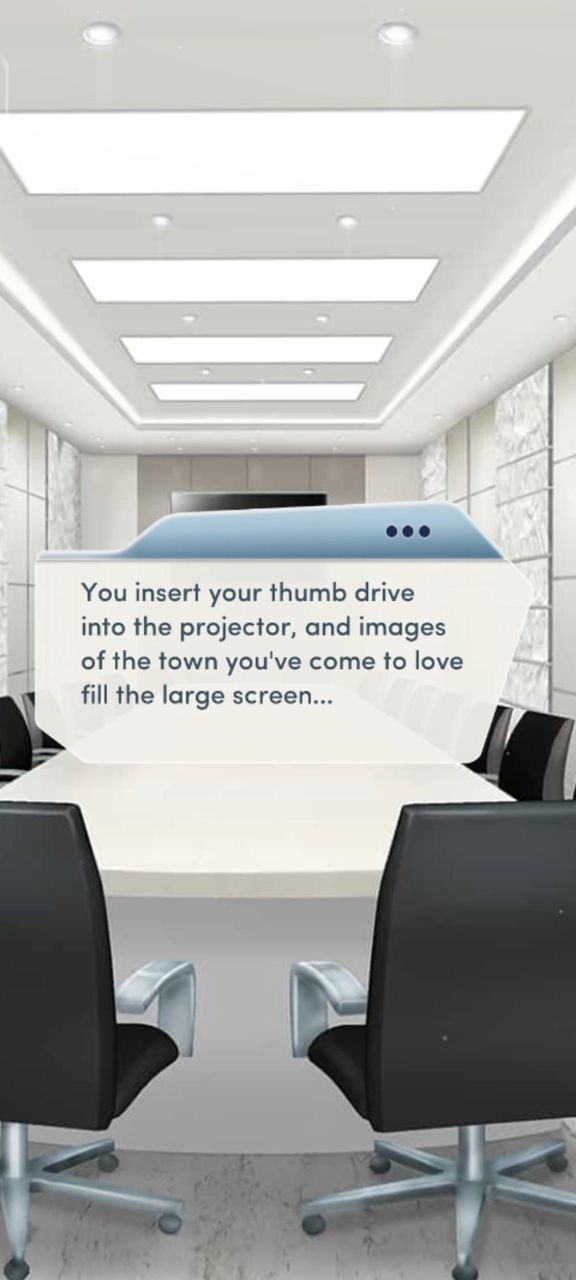 You insert your thumb drive
into the projector, and images
of the town you've come to love
fill the large screen...